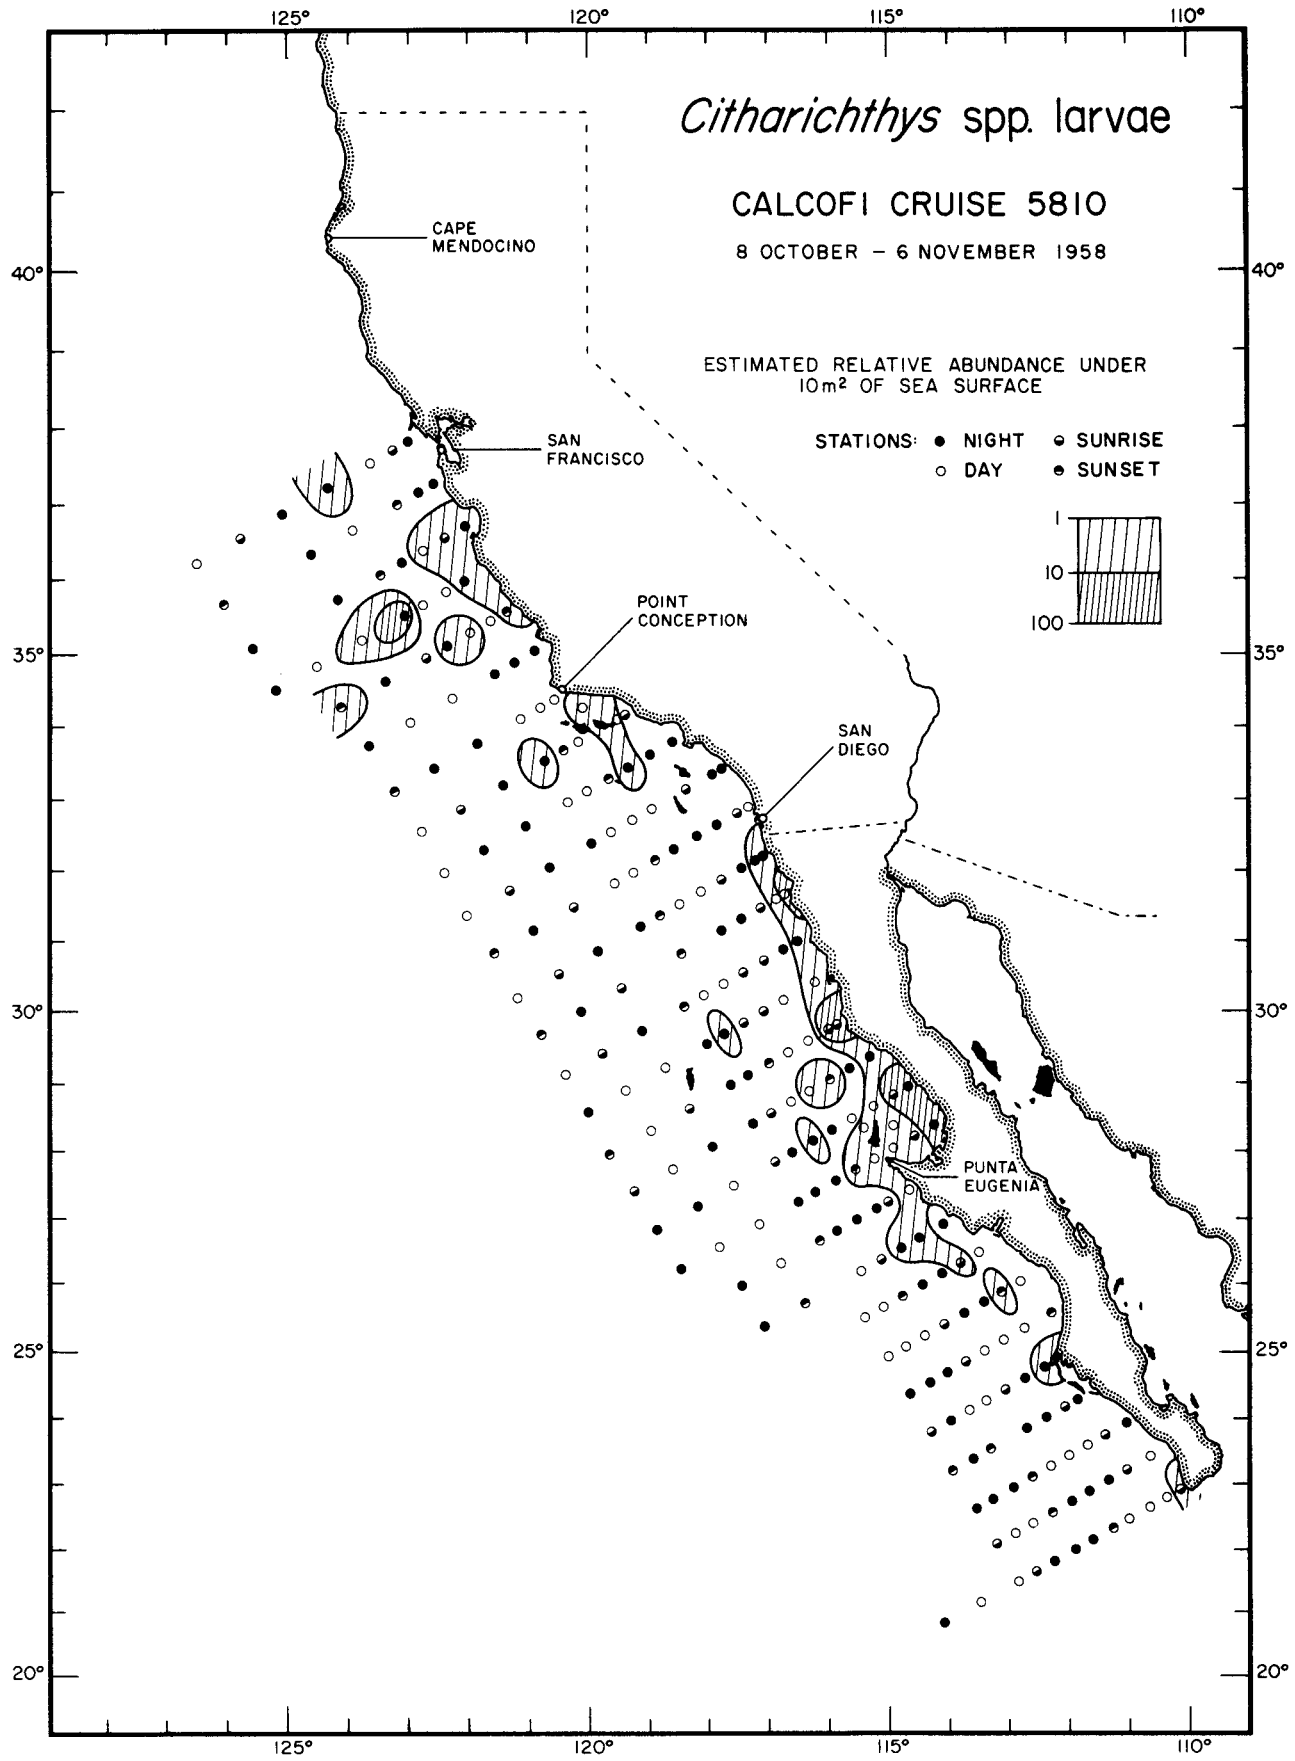 125° 120° 115° 110°
Citharichthys spp. larvae
CALCOFI CRUISE 5810
8 OCTOBER – 6 NOVEMBER 1958
CAPE
MENDOCINO
40° 40°
ESTIMATED RELATIVE ABUNDANCE UNDER
10m² OF SEA SURFACE
STATIONS: ● NIGHT SUNRISE
○ DAY SUNSET
SAN
FRANCISCO
1
10
100
POINT
CONCEPTION
35° 35°
SAN
DIEGO
30° 30°
PUNTA
EUGENIA
25° 25°
20° 20°
125° 120° 115° 110°